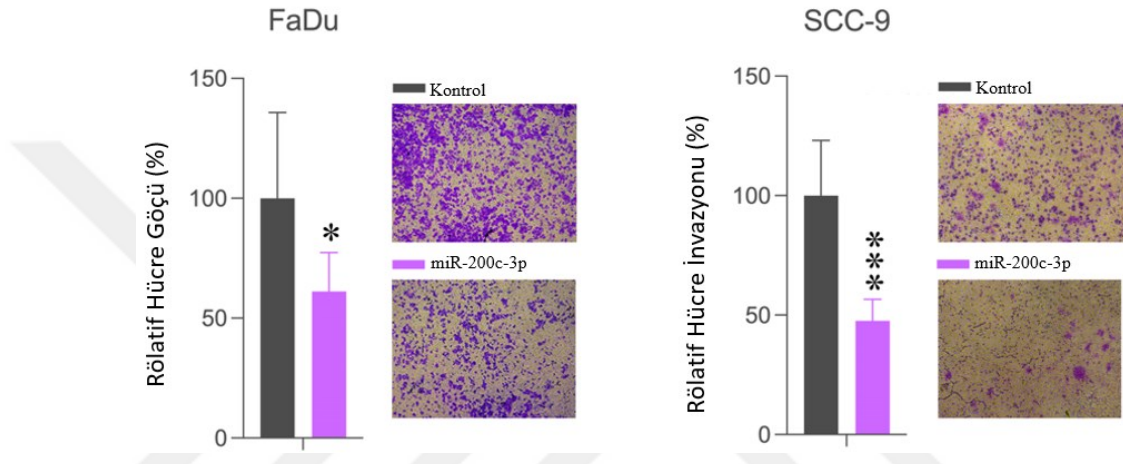 FaDu
150
100
50
0
Rölatif Hücre Göçü (%)
*
Kontrol
miR-200c-3p
SCC-9
150
100
50
0
Rölatif Hücre İnvazyonu (%)
***
Kontrol
miR-200c-3p